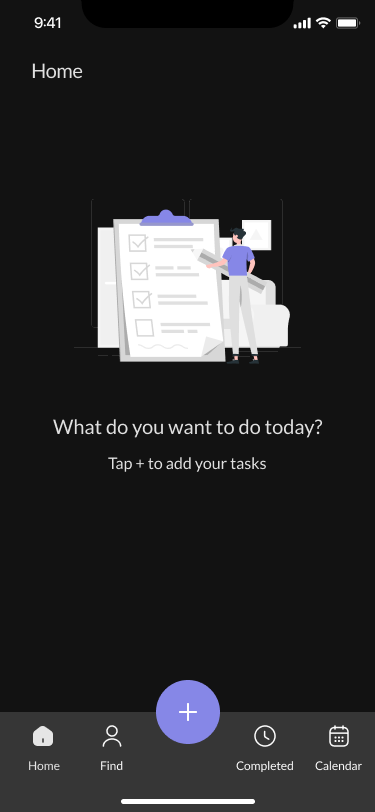 9:41
Home
What do you want to do today?
Tap + to add your tasks
Home
Find
Completed
Calendar